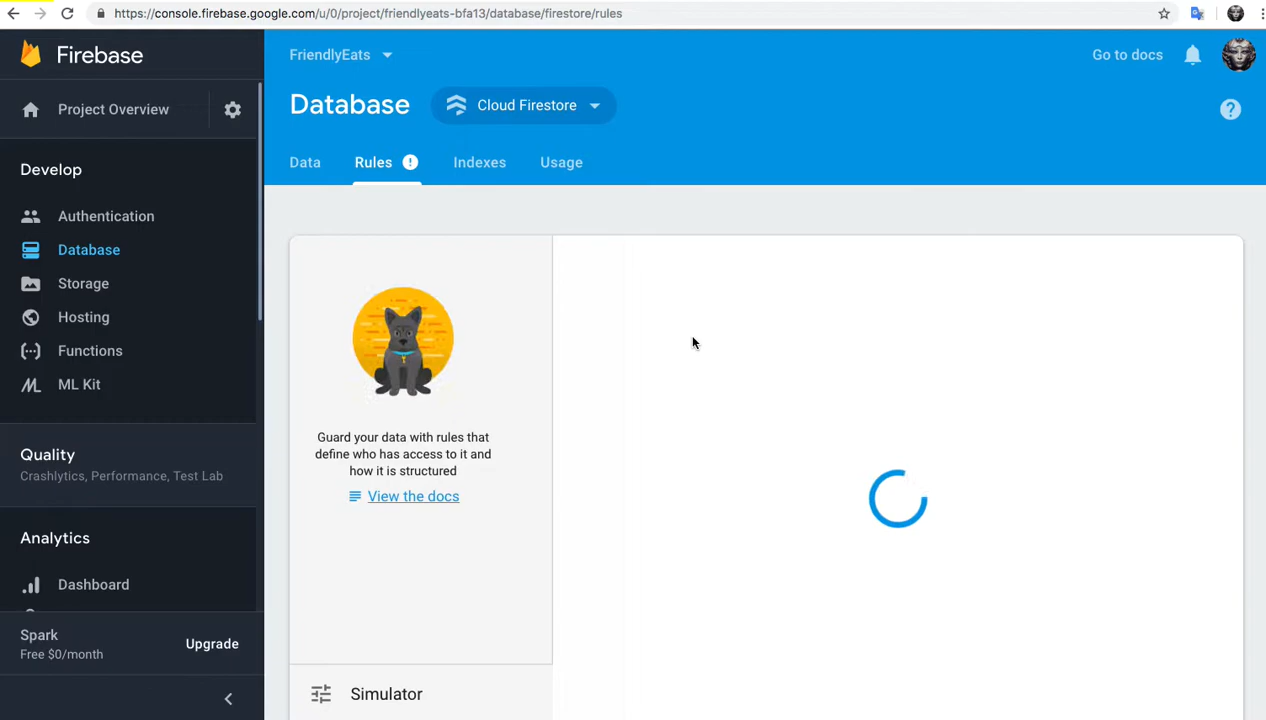 https://console.firebase.google.com/u/0/project/friendlyeats-bfa13/database/firestore/rules
Firebase
Project Overview
Develop
Authentication
Database
Storage
Hosting
Functions
ML Kit
Quality
Crashlytics, Performance, Test Lab
Analytics
Dashboard
Spark
Free $0/month
Upgrade
FriendlyEats
Go to docs
Database
Cloud Firestore
Data
Rules
Indexes
Usage
Guard your data with rules that
define who has access to it and
how it is structured
View the docs
Simulator